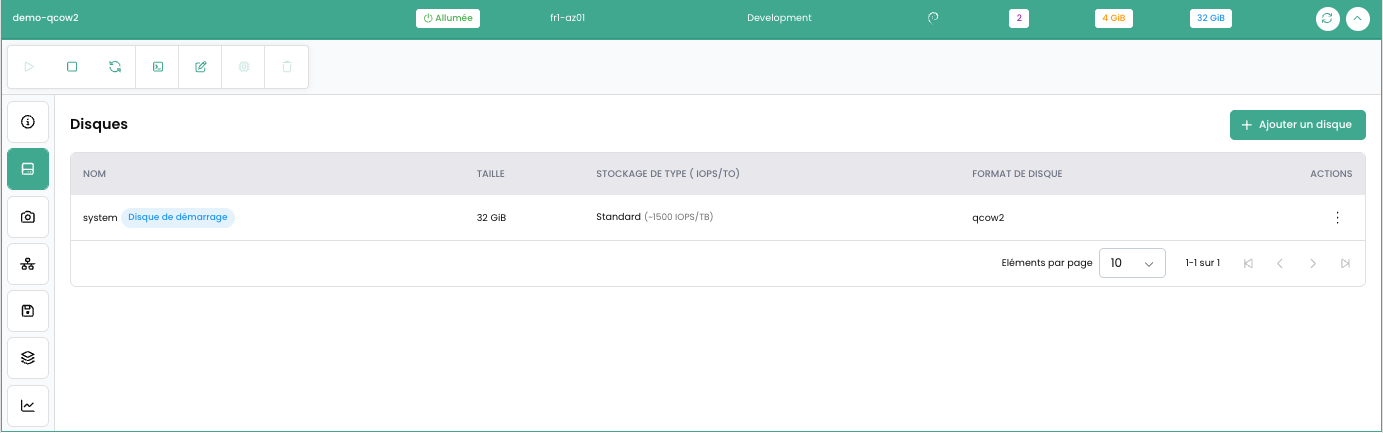 demo-qcow2 Allumée fr1-az01 Development 2 4 GiB 32 GiB
Disques
Ajouter un disque
NOM TAILLE STOCKAGE DE TYPE ( IOPS/TO) FORMAT DE DISQUE ACTIONS
system Disque de démarrage 32 GiB Standard (~1500 IOPS/TB) qcow2
Eléments par page 10 1-1 sur 1